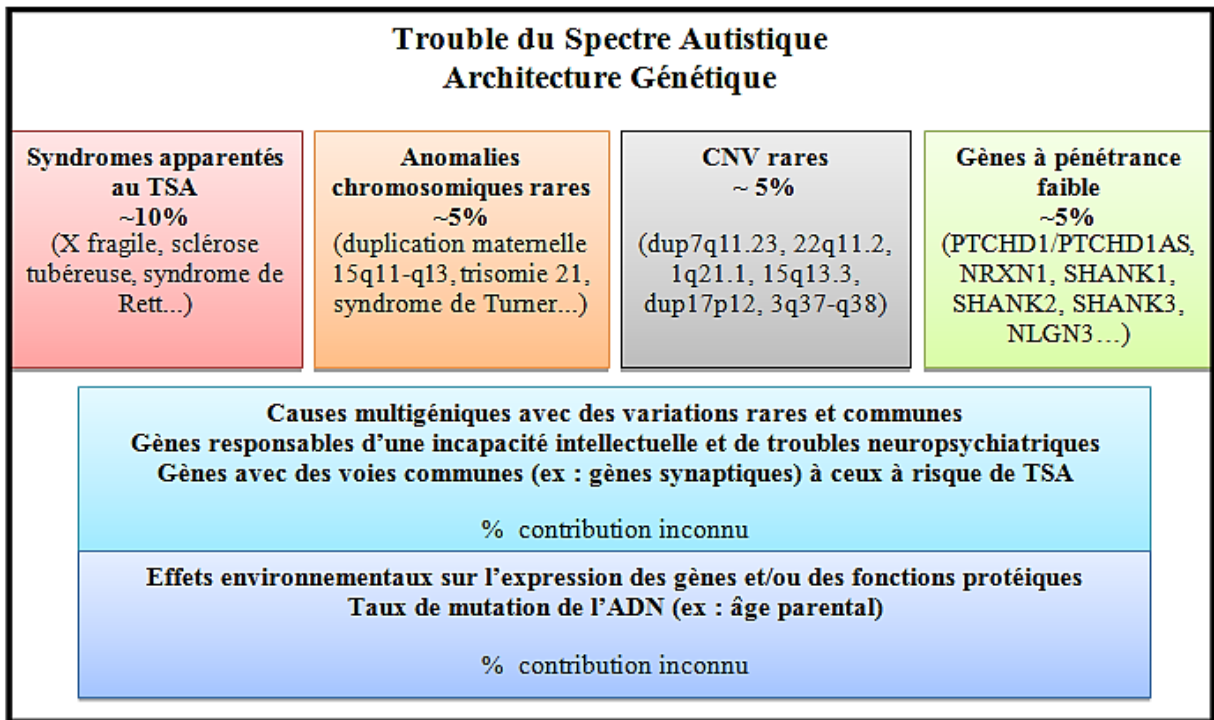 Trouble du Spectre Autistique
Architecture Génétique
Syndromes apparentés
au TSA
~10%
(X fragile, sclérose
tubéreuse, syndrome de
Rett...)
Anomalies
chromosomiques rares
~5%
(duplication maternelle
15q11-q13, trisomie 21,
syndrome de Turner...)
CNV rares
~ 5%
(dup7q11.23, 22q11.2,
1q21.1, 15q13.3,
dup17p12, 3q37-q38)
Gènes à pénétrance
faible
~5%
(PTCHD1/PTCHD1AS,
NRXN1, SHANK1,
SHANK2, SHANK3,
NLGN3…)
Causes multigéniques avec des variations rares et communes
Gènes responsables d’une incapacité intellectuelle et de troubles neuropsychiatriques
Gènes avec des voies communes (ex : gènes synaptiques) à ceux à risque de TSA
% contribution inconnu
Effets environnementaux sur l’expression des gènes et/ou des fonctions protéiques
Taux de mutation de l’ADN (ex : âge parental)
% contribution inconnu